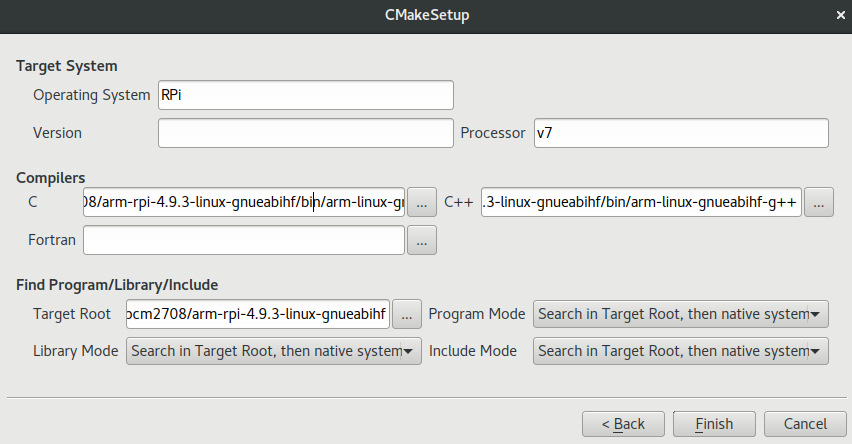 CMakeSetup
Target System
Operating System RPi
Version Processor v7
Compilers
C 08/arm-rpi-4.9.3-linux-gnueabihf/bin/arm-linux-gn ... C++ .3-linux-gnueabihf/bin/arm-linux-gnueabihf-g++ ...
Fortran ...
Find Program/Library/Include
Target Root bcm2708/arm-rpi-4.9.3-linux-gnueabihf ... Program Mode Search in Target Root, then native system
Library Mode Search in Target Root, then native system Include Mode Search in Target Root, then native system
< Back Finish Cancel